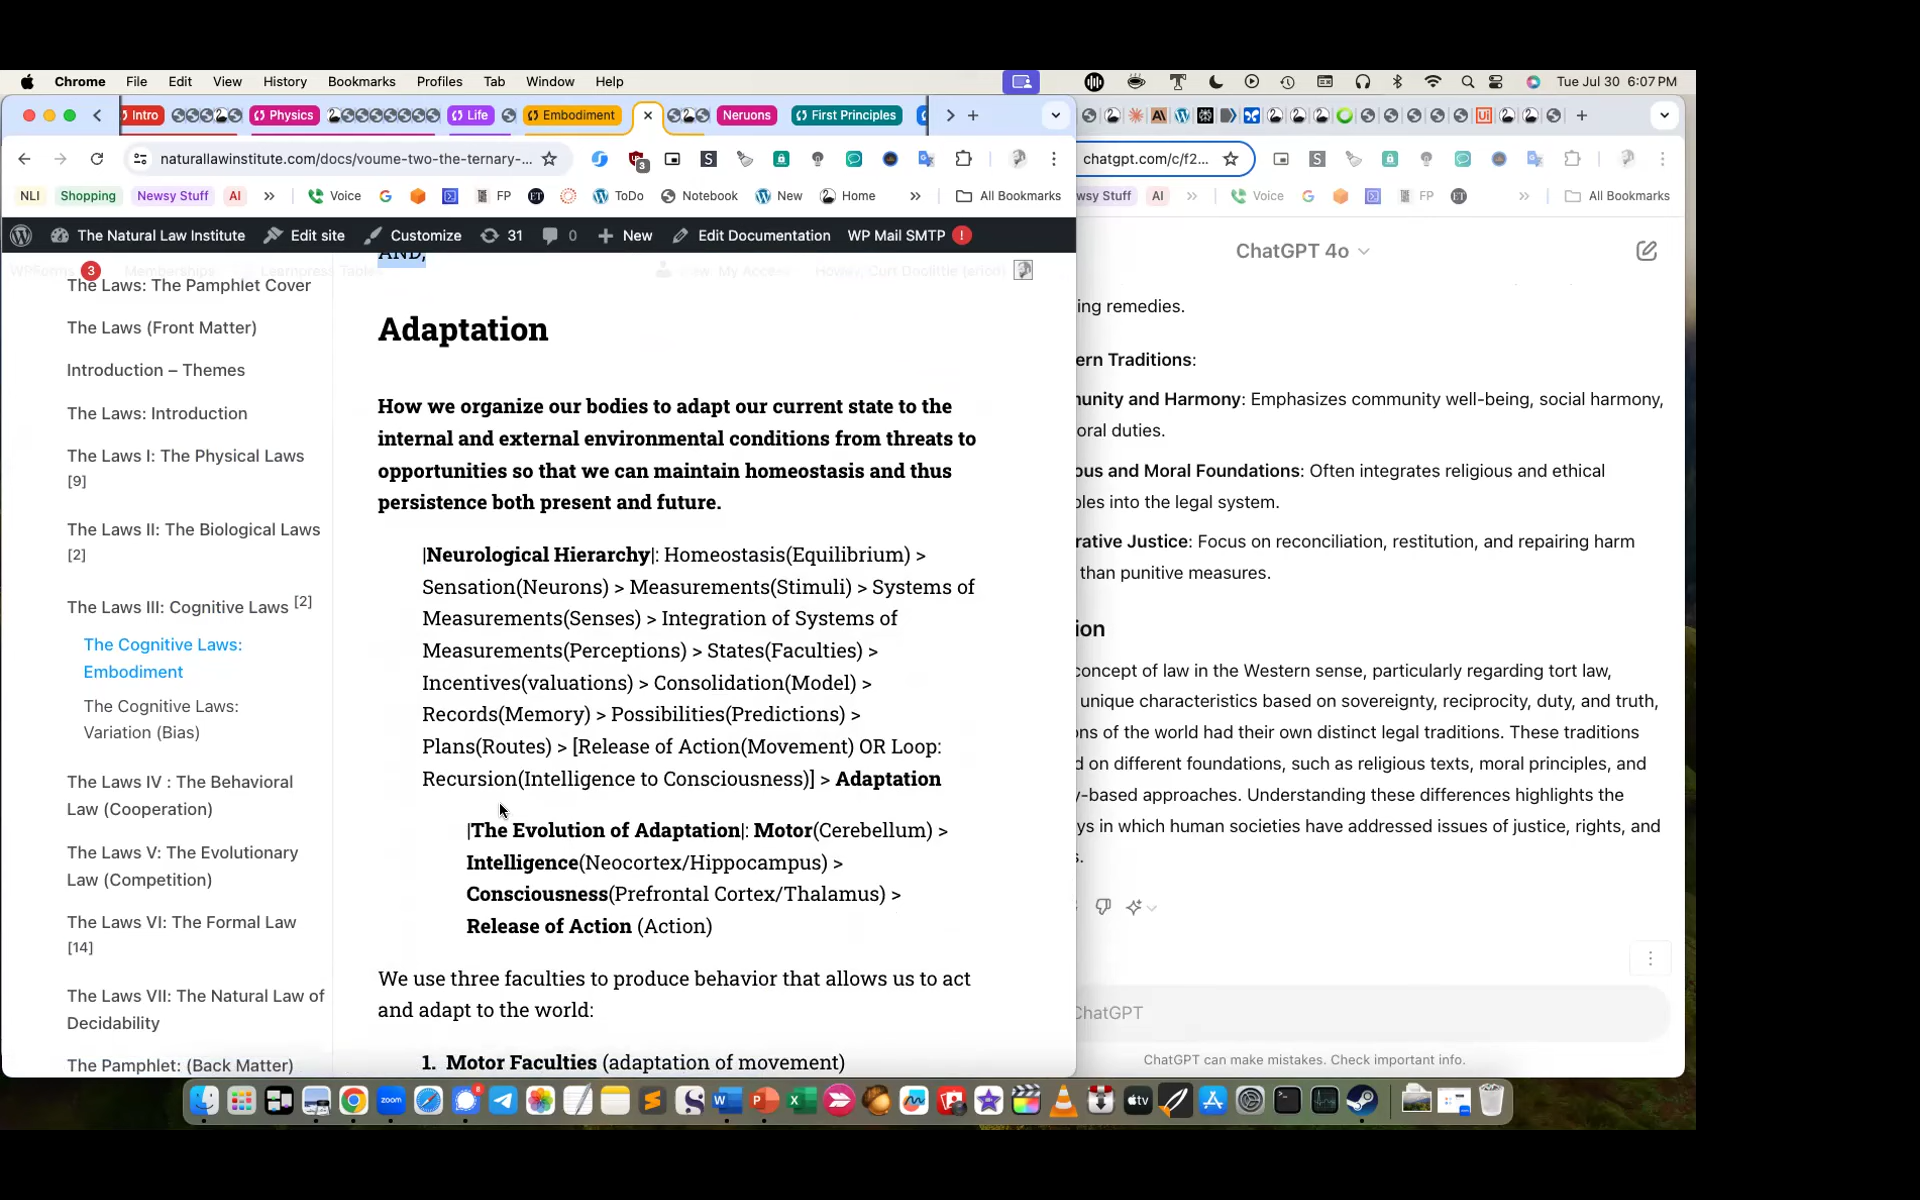 Chrome File Edit View History Bookmarks Profiles Tab Window Help Tue Jul 30 6:07 PM
Intro Physics Life Embodiment Neruons First Principles
naturallawinstitute.com/docs/voume-two-the-ternary-...
NLI Shopping Newsy Stuff AI Voice FP ToDo Notebook New Home All Bookmarks
The Natural Law Institute Edit site Customize 31 0 New Edit Documentation WP Mail SMTP !
AND,
WPForms 3 Memberships
The Laws: The Pamphlet Cover
The Laws (Front Matter)
Introduction – Themes
The Laws: Introduction
The Laws I: The Physical Laws
[9]
The Laws II: The Biological Laws
[2]
The Laws III: Cognitive Laws [2]
The Cognitive Laws:
Embodiment
The Cognitive Laws:
Variation (Bias)
The Laws IV : The Behavioral
Law (Cooperation)
The Laws V: The Evolutionary
Law (Competition)
The Laws VI: The Formal Law
[14]
The Laws VII: The Natural Law of
Decidability
The Pamphlet: (Back Matter)
Adaptation
How we organize our bodies to adapt our current state to the
internal and external environmental conditions from threats to
opportunities so that we can maintain homeostasis and thus
persistence both present and future.
|Neurological Hierarchy|: Homeostasis(Equilibrium) >
Sensation(Neurons) > Measurements(Stimuli) > Systems of
Measurements(Senses) > Integration of Systems of
Measurements(Perceptions) > States(Faculties) >
Incentives(valuations) > Consolidation(Model) >
Records(Memory) > Possibilities(Predictions) >
Plans(Routes) > [Release of Action(Movement) OR Loop:
Recursion(Intelligence to Consciousness)] > Adaptation
|The Evolution of Adaptation|: Motor(Cerebellum) >
Intelligence(Neocortex/Hippocampus) >
Consciousness(Prefrontal Cortex/Thalamus) >
Release of Action (Action)
We use three faculties to produce behavior that allows us to act
and adapt to the world:
1. Motor Faculties (adaptation of movement)
chatgpt.com/c/f2...
wsy Stuff AI Voice FP All Bookmarks
ChatGPT 4o
ing remedies.
ern Traditions:
unity and Harmony: Emphasizes community well-being, social harmony,
oral duties.
ous and Moral Foundations: Often integrates religious and ethical
ples into the legal system.
rative Justice: Focus on reconciliation, restitution, and repairing harm
than punitive measures.
ion
concept of law in the Western sense, particularly regarding tort law,
unique characteristics based on sovereignty, reciprocity, duty, and truth,
ns of the world had their own distinct legal traditions. These traditions
d on different foundations, such as religious texts, moral principles, and
y-based approaches. Understanding these differences highlights the
ys in which human societies have addressed issues of justice, rights, and
s.
ChatGPT
ChatGPT can make mistakes. Check important info.